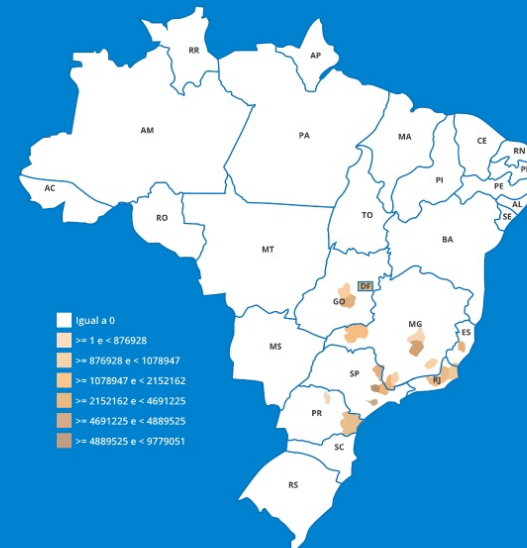 RR
AP
AM
PA
MA
CE
RN
PI
PE
AL
SE
AC
RO
TO
BA
MT
DF
GO
MG
ES
MS
SP
RJ
PR
SC
RS
Igual a 0
>= 1 e < 876928
>= 876928 e < 1078947
>= 1078947 e < 2152162
>= 2152162 e < 4691225
>= 4691225 e < 4889525
>= 4889525 e < 9779051